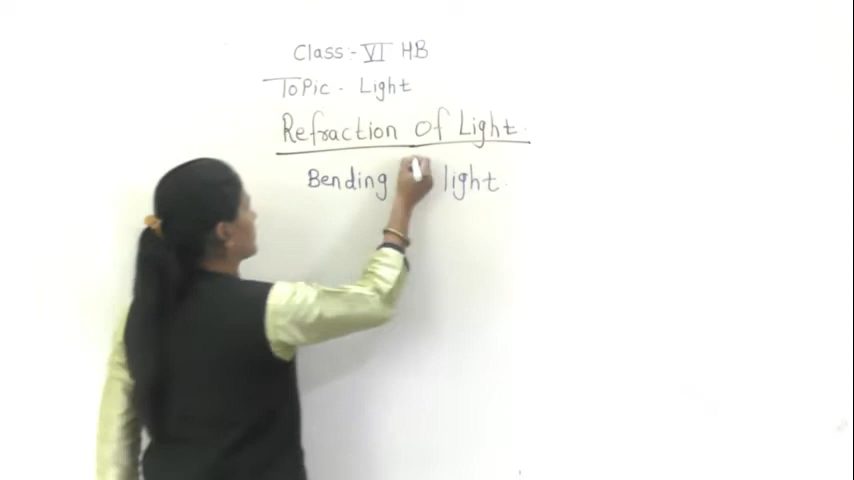 Class:- VI HB
Topic - Light
Refraction Of Light.
Bending light.